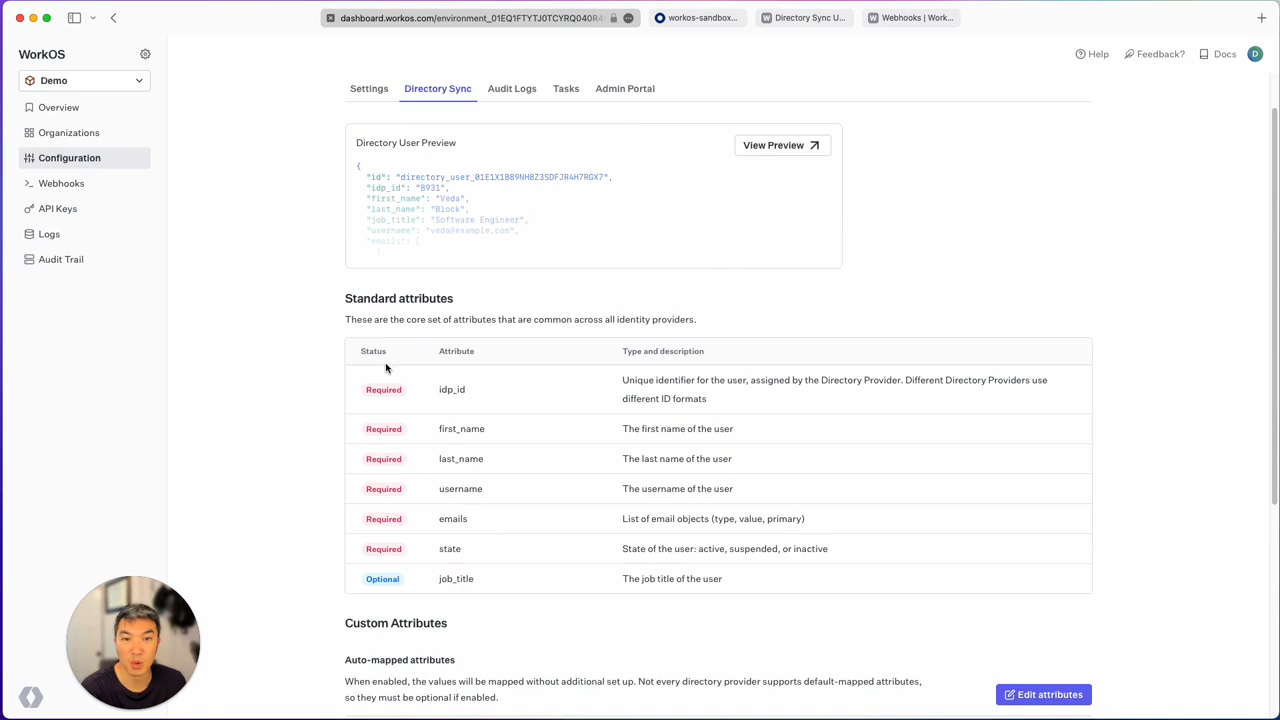 dashboard.workos.com/environment_01EQ1FTYTJ0TCYRQ040R4
workos-sandbox...
Directory Sync U...
Webhooks | Work...
WorkOS
Help
Feedback?
Docs
D
Demo
Overview
Organizations
Configuration
Webhooks
API Keys
Logs
Audit Trail
Settings
Directory Sync
Audit Logs
Tasks
Admin Portal
Directory User Preview
View Preview
{
"id": "directory_user_01E1X1B89NH8Z3SDFJR4H7RGX7",
"idp_id": "8931",
"first_name": "Veda",
"last_name": "Block",
"job_title": "Software Engineer",
"username": "veda@example.com",
"emails": [
{
Standard attributes
These are the core set of attributes that are common across all identity providers.
Status Attribute Type and description
Required idp_id Unique identifier for the user, assigned by the Directory Provider. Different Directory Providers use
different ID formats
Required first_name The first name of the user
Required last_name The last name of the user
Required username The username of the user
Required emails List of email objects (type, value, primary)
Required state State of the user: active, suspended, or inactive
Optional job_title The job title of the user
Custom Attributes
Auto-mapped attributes
When enabled, the values will be mapped without additional set up. Not every directory provider supports default-mapped attributes,
so they must be optional if enabled.
Edit attributes